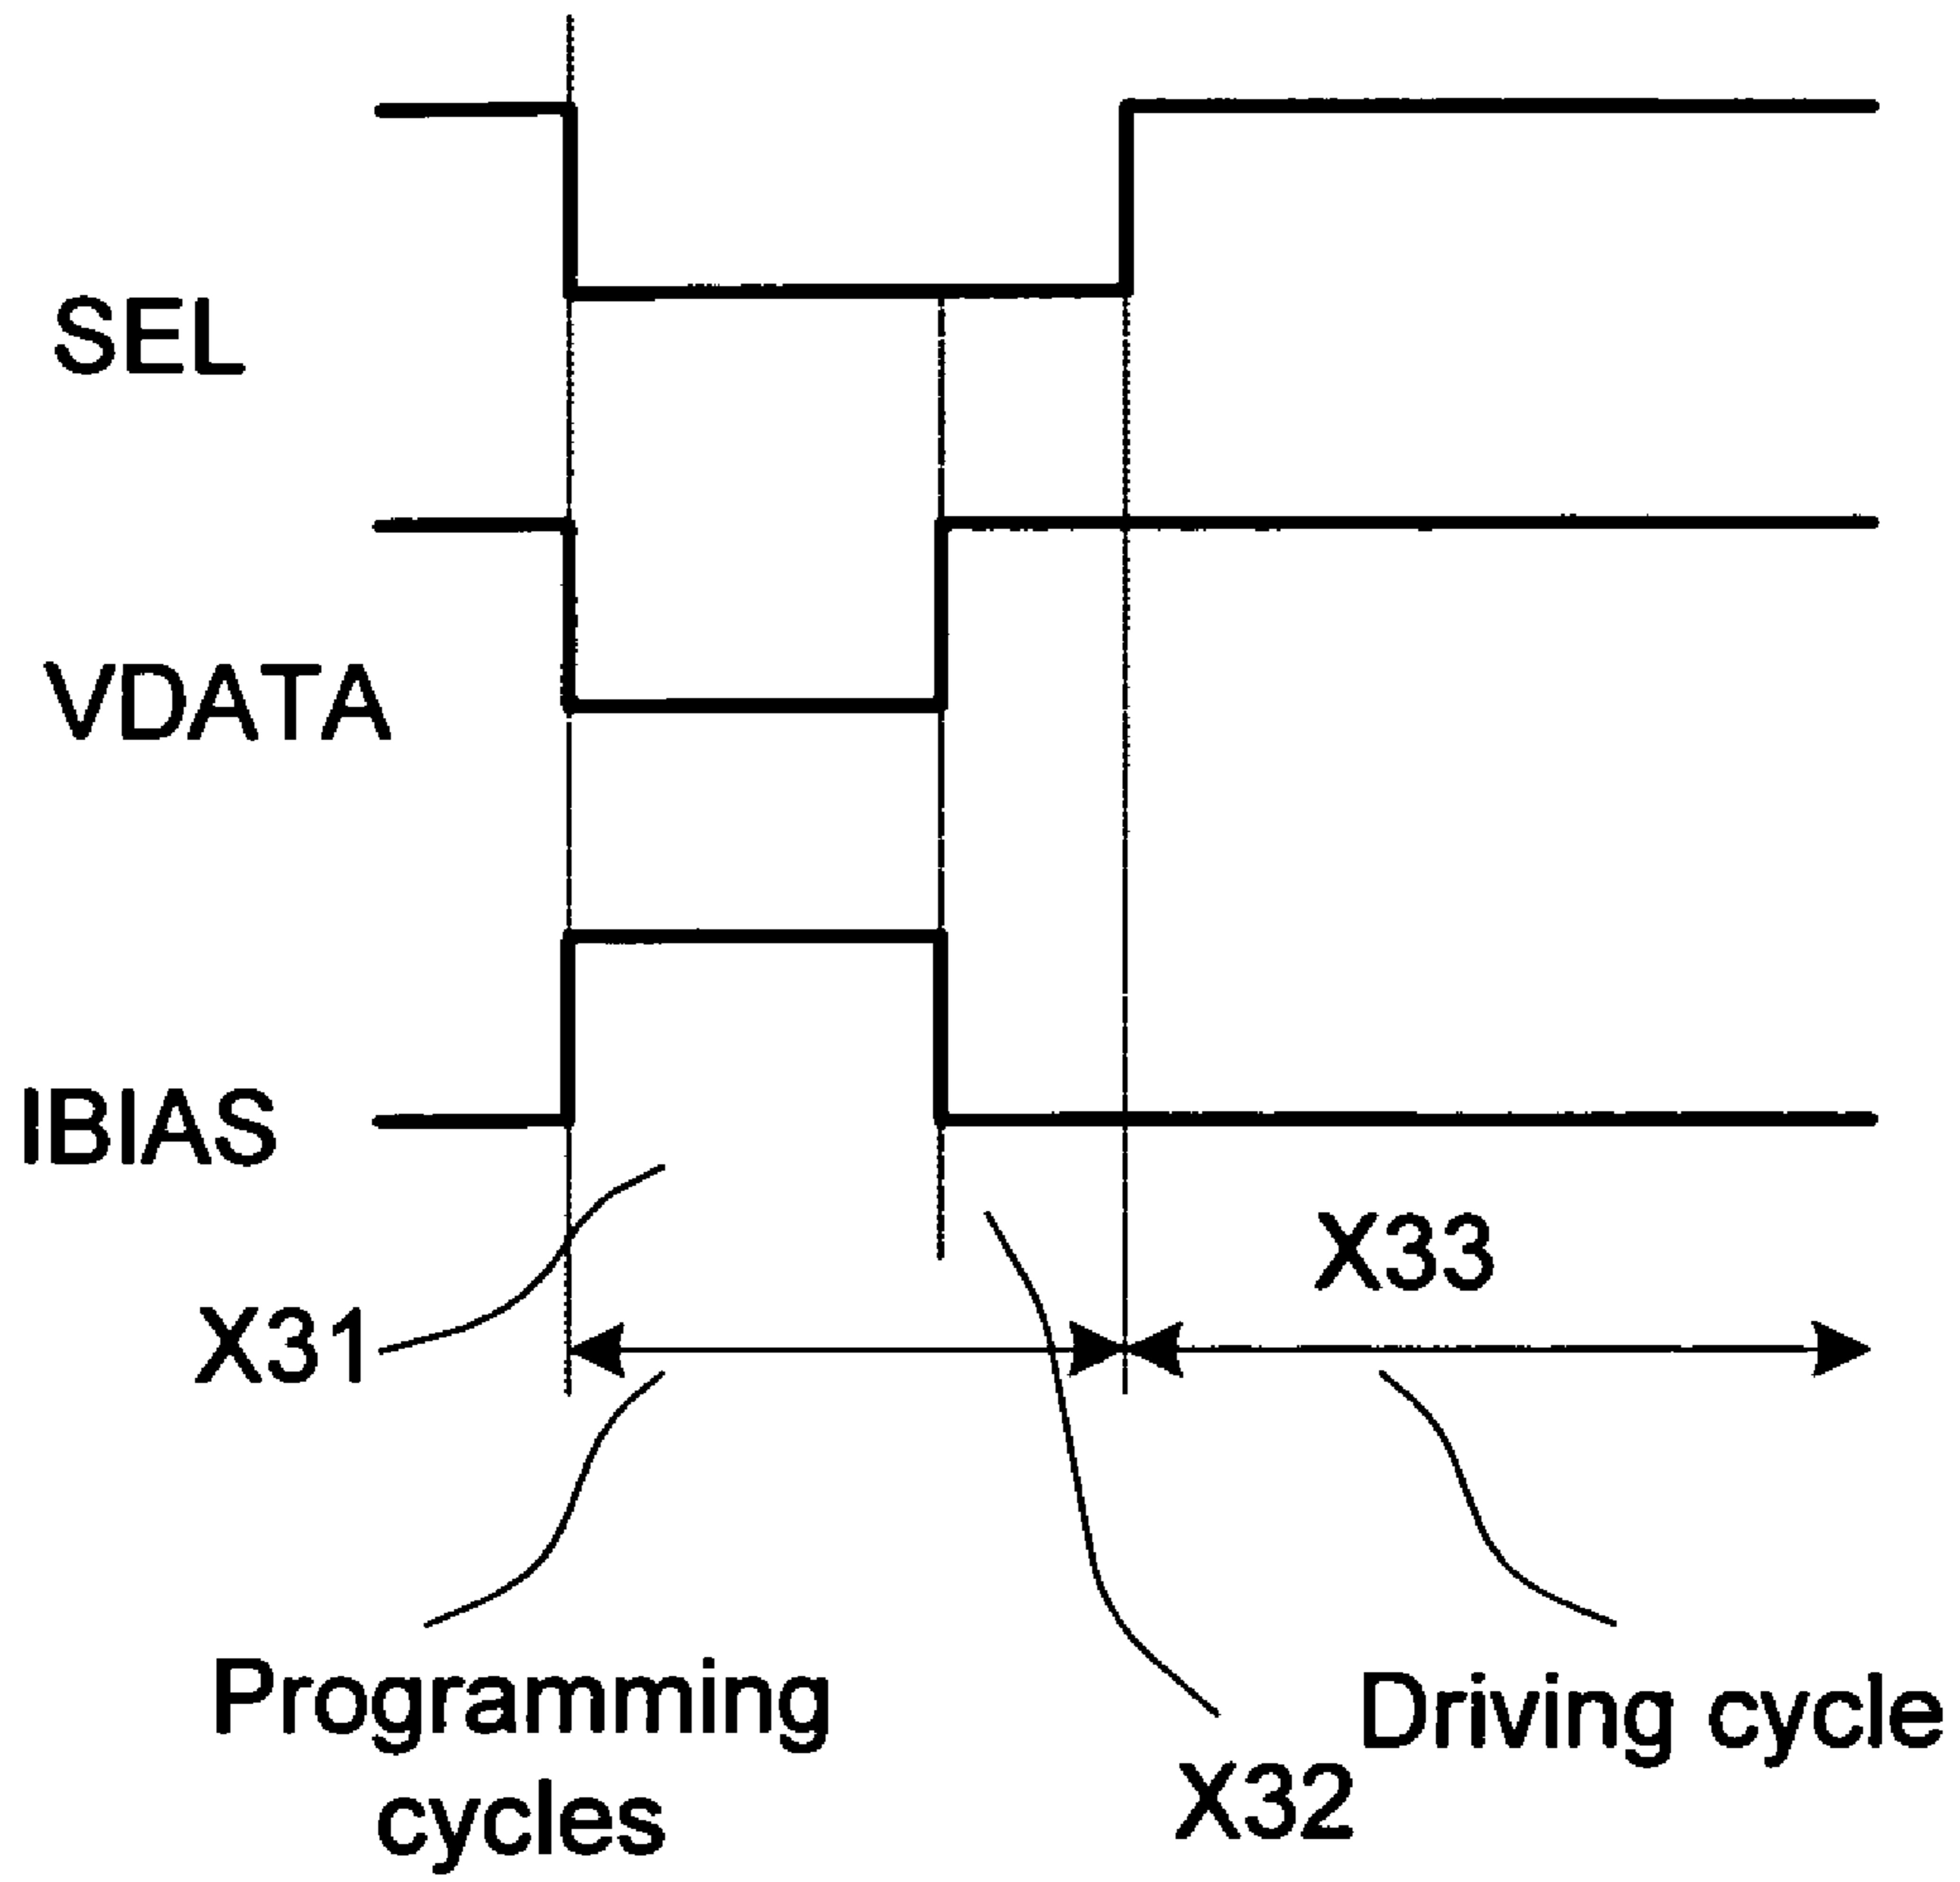 SEL
VDATA
IBIAS
X33
X31
Programming
cycles
Driving cycle
X32